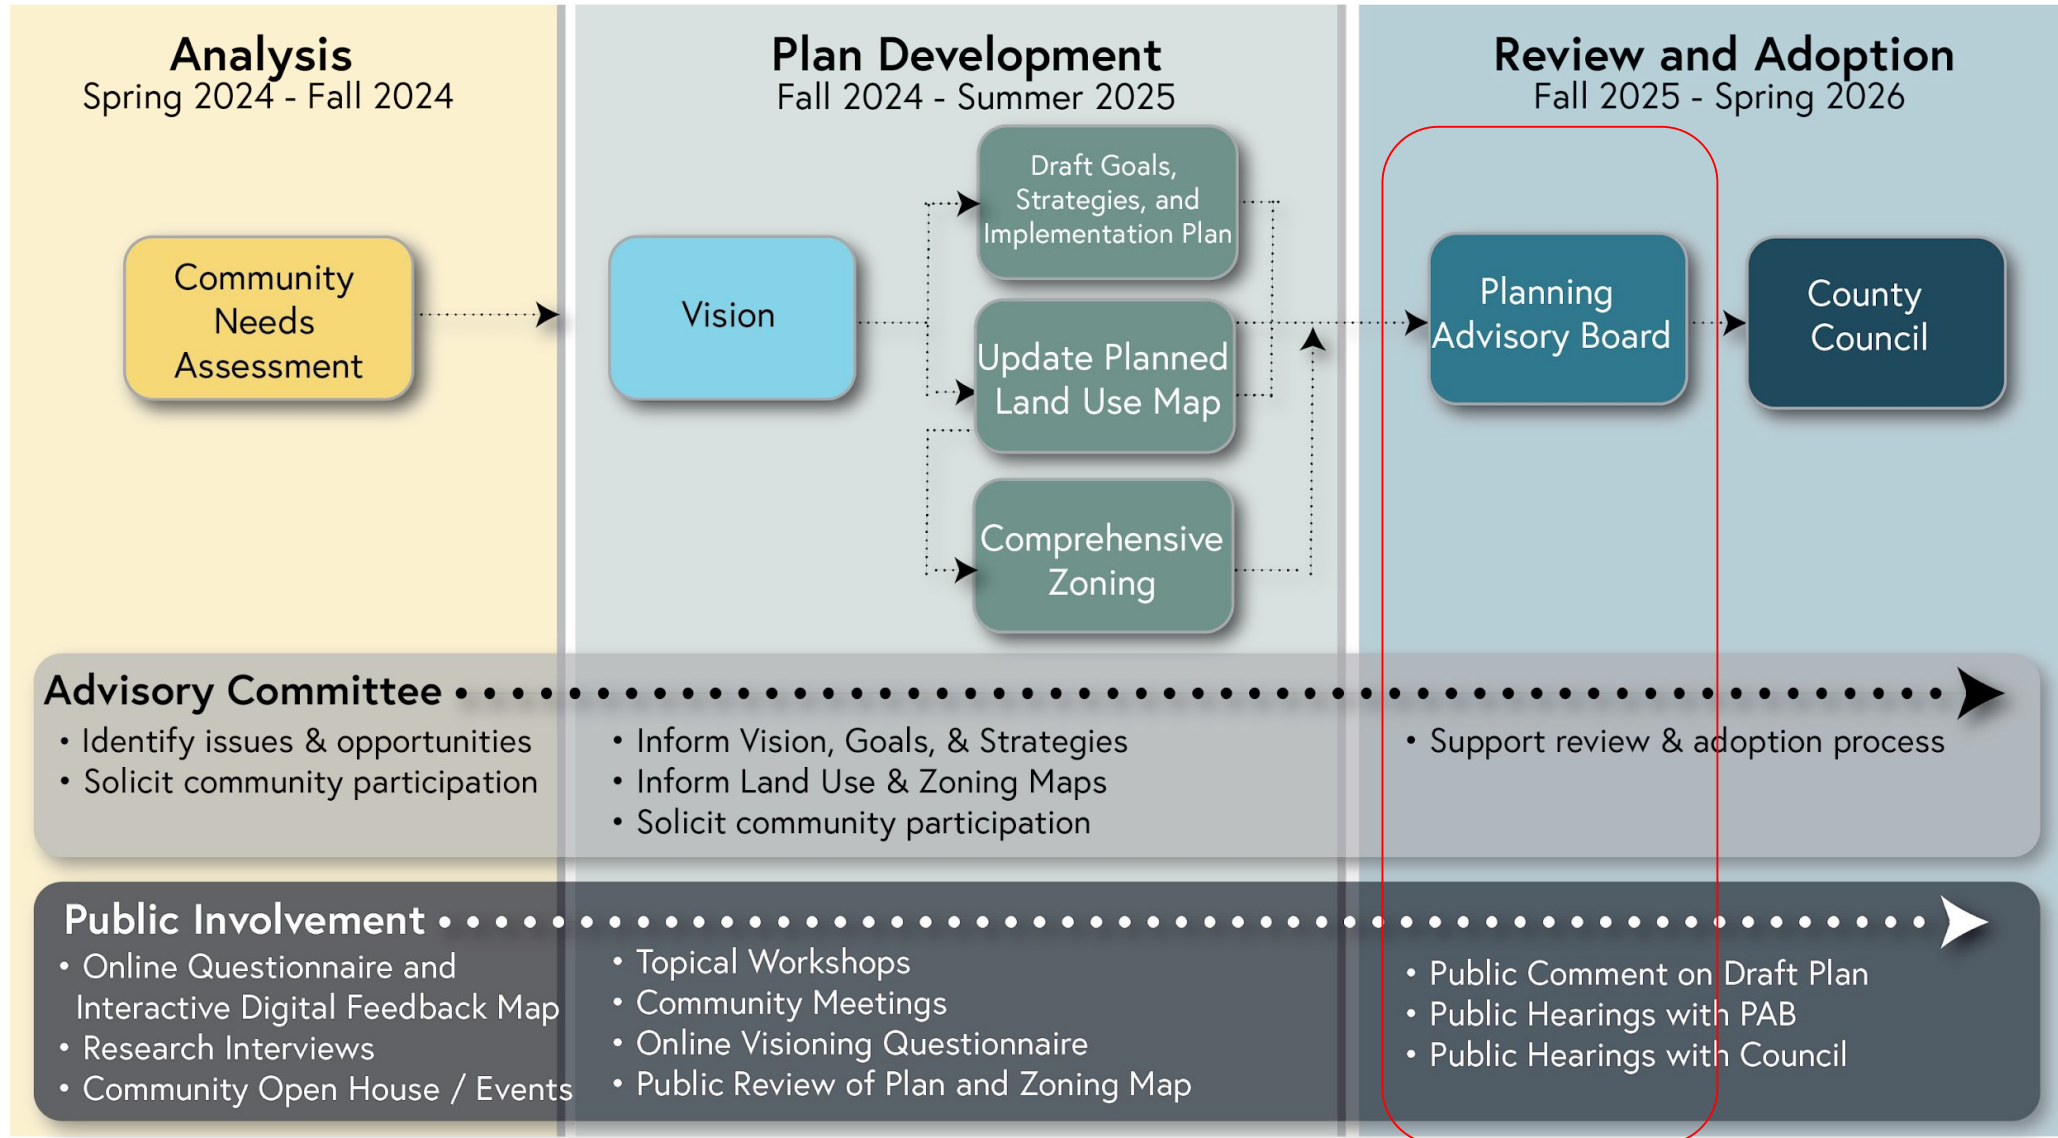 Analysis
Spring 2024 - Fall 2024
Plan Development
Fall 2024 - Summer 2025
Review and Adoption
Fall 2025 - Spring 2026
Community
Needs
Assessment
Vision
Draft Goals,
Strategies, and
Implementation Plan
Update Planned
Land Use Map
Comprehensive
Zoning
Planning
Advisory Board
County
Council
Advisory Committee
• Identify issues & opportunities
• Solicit community participation
• Inform Vision, Goals, & Strategies
• Inform Land Use & Zoning Maps
• Solicit community participation
• Support review & adoption process
Public Involvement
• Online Questionnaire and
Interactive Digital Feedback Map
• Research Interviews
• Community Open House / Events
• Topical Workshops
• Community Meetings
• Online Visioning Questionnaire
• Public Review of Plan and Zoning Map
• Public Comment on Draft Plan
• Public Hearings with PAB
• Public Hearings with Council